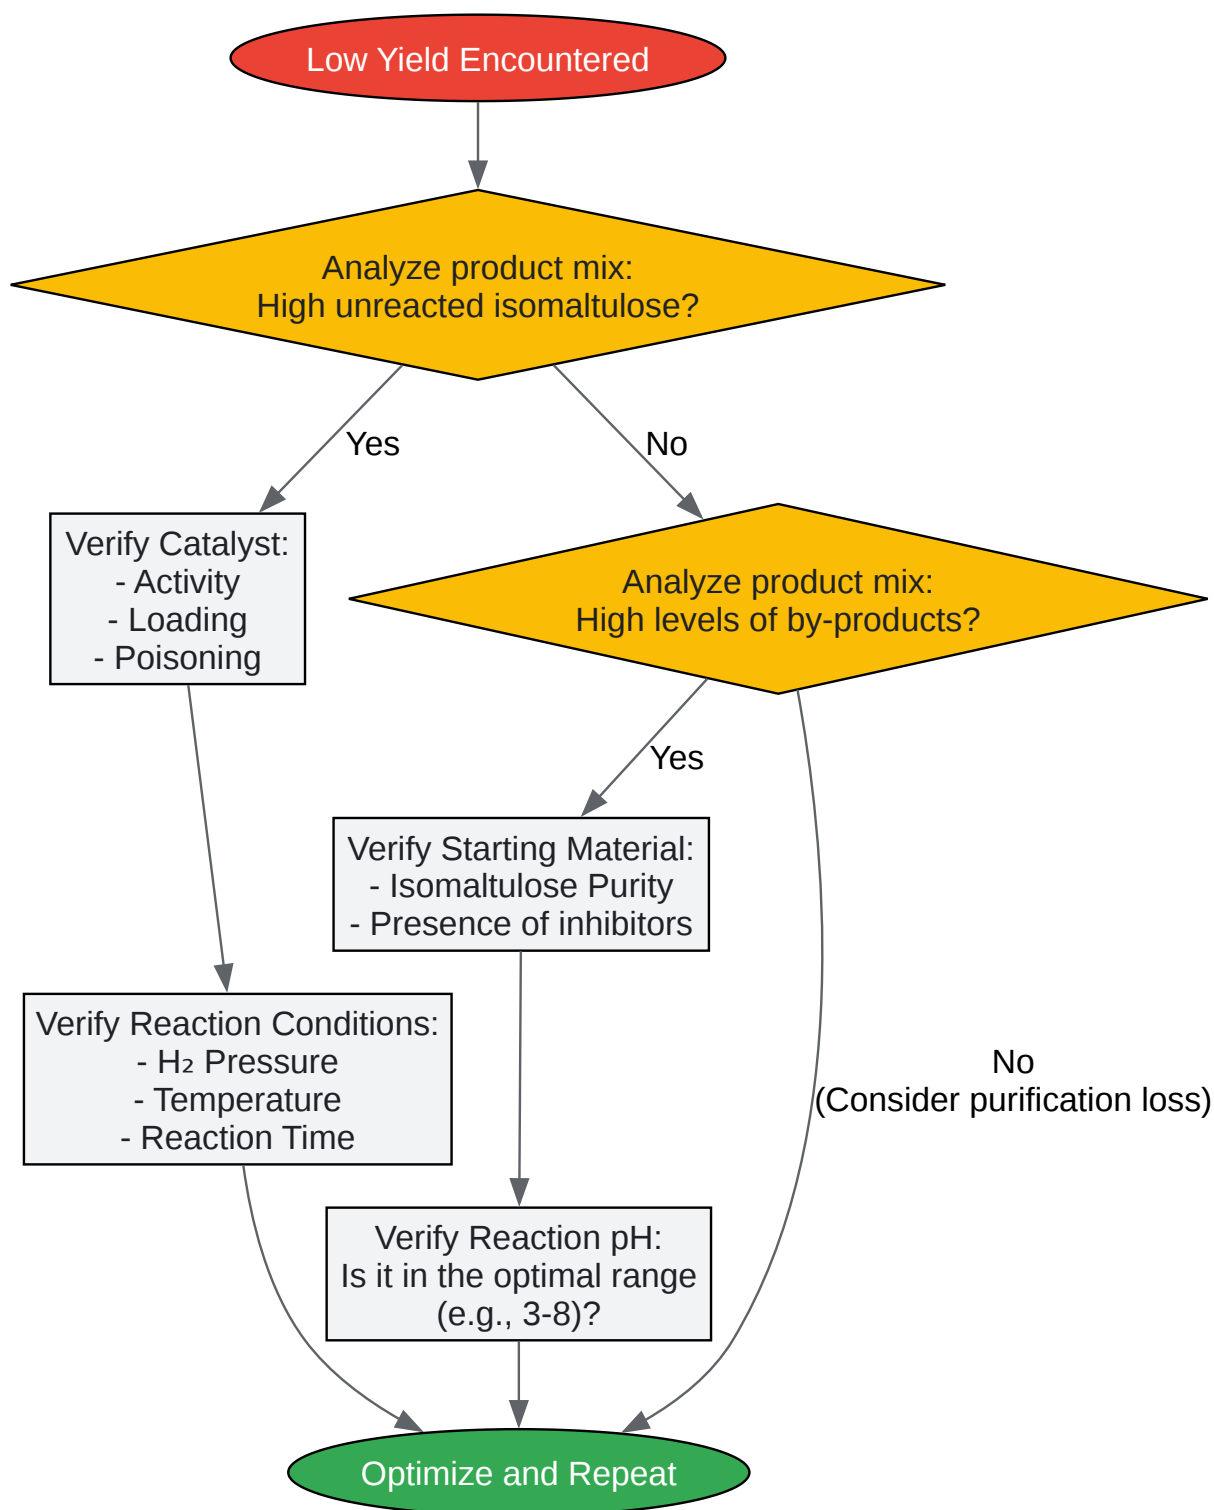 Low Yield Encountered
Analyze product mix:
High unreacted isomaltulose?
Yes
No
Verify Catalyst:
- Activity
- Loading
- Poisoning
Analyze product mix:
High levels of by-products?
Yes
Verify Starting Material:
- Isomaltulose Purity
- Presence of inhibitors
Verify Reaction Conditions:
- H₂ Pressure
- Temperature
- Reaction Time
No
(Consider purification loss)
Verify Reaction pH:
Is it in the optimal range
(e.g., 3-8)?
Optimize and Repeat